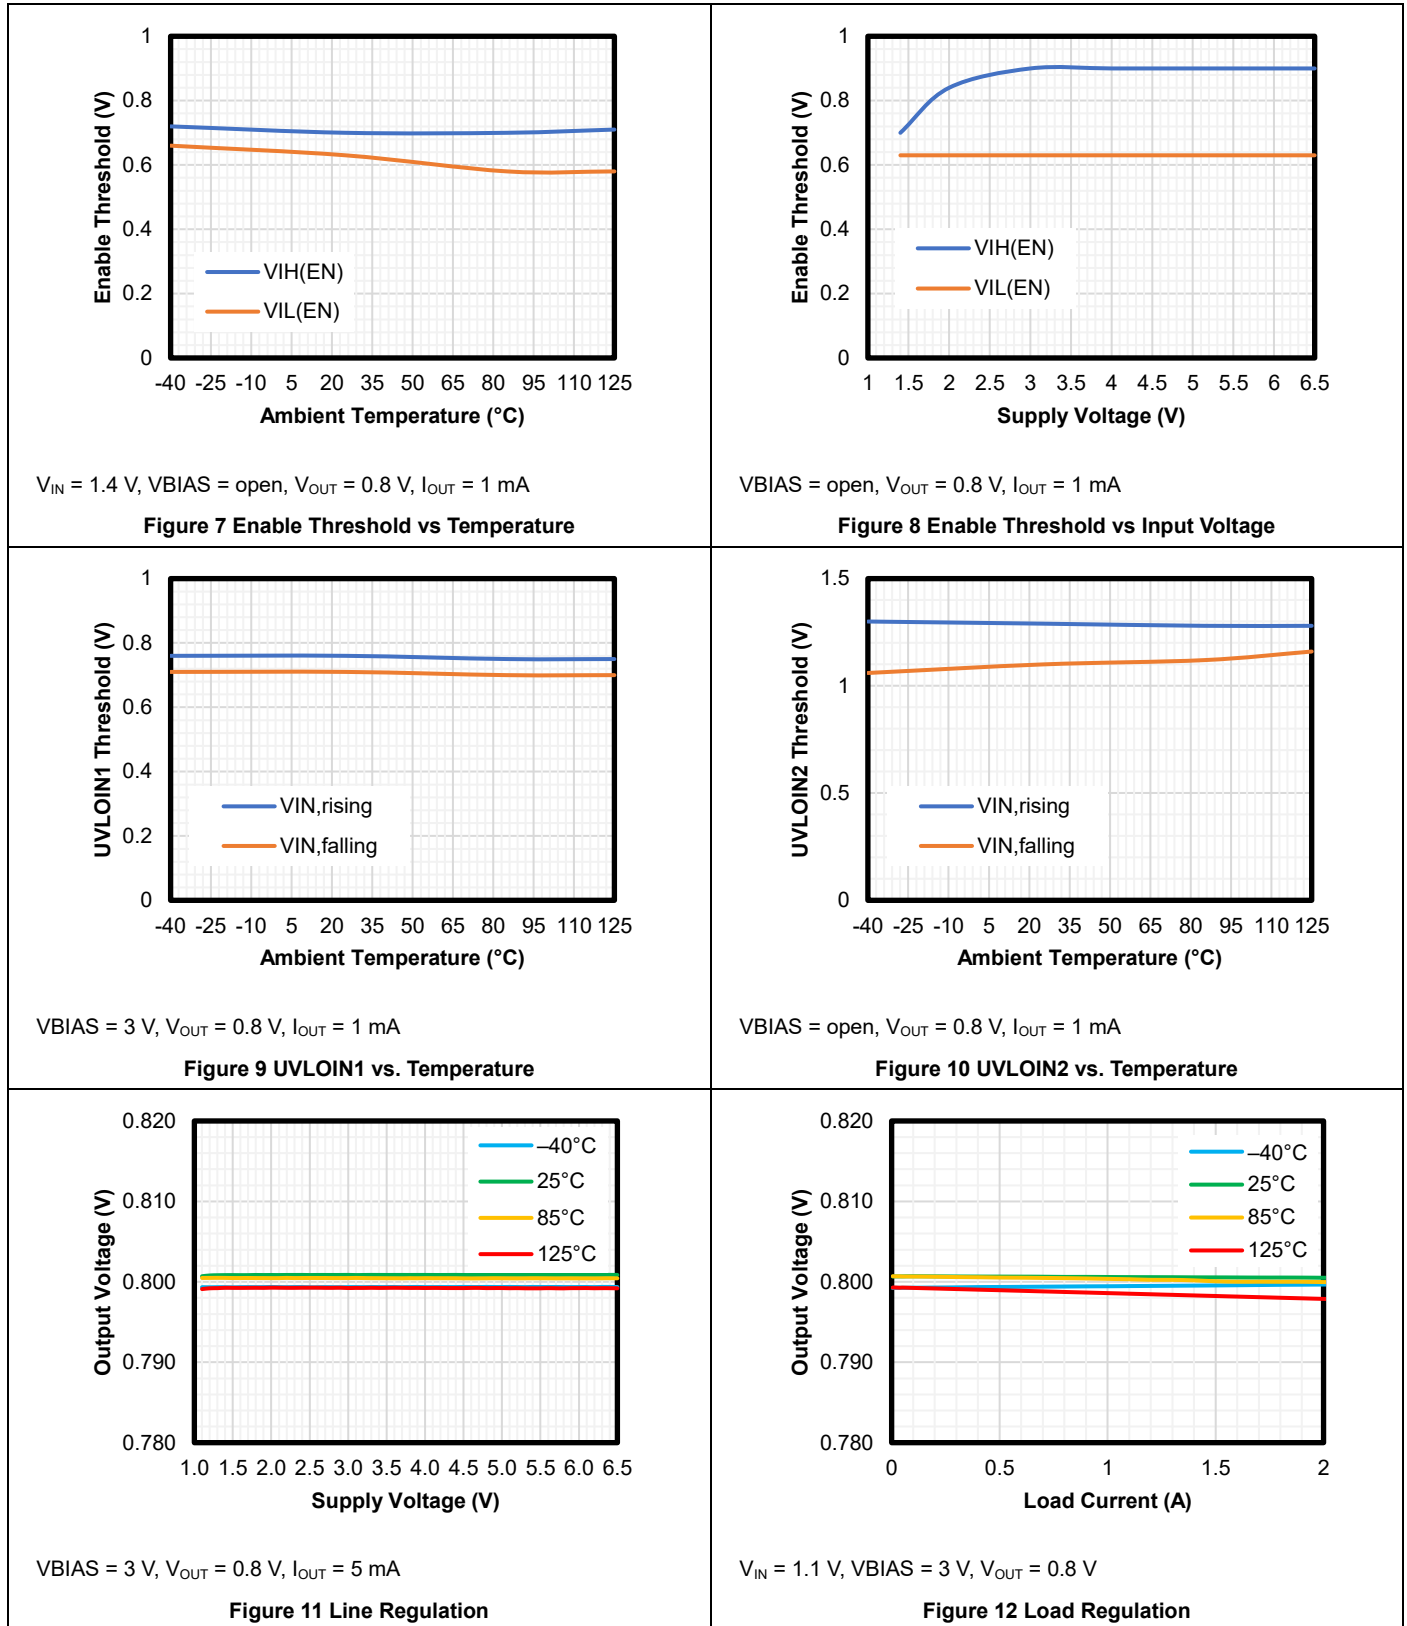 1
0.8
0.6
0.4
0.2
0
Enable Threshold (V)
VIH(EN)
VIL(EN)
-40 -25 -10 5 20 35 50 65 80 95 110 125
Ambient Temperature (°C)
V_IN = 1.4 V, VBIAS = open, V_OUT = 0.8 V, I_OUT = 1 mA
Figure 7 Enable Threshold vs Temperature
1
0.8
0.6
0.4
0.2
0
Enable Threshold (V)
VIH(EN)
VIL(EN)
1 1.5 2 2.5 3 3.5 4 4.5 5 5.5 6 6.5
Supply Voltage (V)
VBIAS = open, V_OUT = 0.8 V, I_OUT = 1 mA
Figure 8 Enable Threshold vs Input Voltage
1
0.8
0.6
0.4
0.2
0
UVLOIN1 Threshold (V)
VIN,rising
VIN,falling
-40 -25 -10 5 20 35 50 65 80 95 110 125
Ambient Temperature (°C)
VBIAS = 3 V, V_OUT = 0.8 V, I_OUT = 1 mA
Figure 9 UVLOIN1 vs. Temperature
1.5
1
0.5
0
UVLOIN2 Threshold (V)
VIN,rising
VIN,falling
-40 -25 -10 5 20 35 50 65 80 95 110 125
Ambient Temperature (°C)
VBIAS = open, V_OUT = 0.8 V, I_OUT = 1 mA
Figure 10 UVLOIN2 vs. Temperature
0.820
0.810
0.800
0.790
0.780
Output Voltage (V)
–40°C
25°C
85°C
125°C
1.0 1.5 2.0 2.5 3.0 3.5 4.0 4.5 5.0 5.5 6.0 6.5
Supply Voltage (V)
VBIAS = 3 V, V_OUT = 0.8 V, I_OUT = 5 mA
Figure 11 Line Regulation
0.820
0.810
0.800
0.790
0.780
Output Voltage (V)
–40°C
25°C
85°C
125°C
0 0.5 1 1.5 2
Load Current (A)
V_IN = 1.1 V, VBIAS = 3 V, V_OUT = 0.8 V
Figure 12 Load Regulation